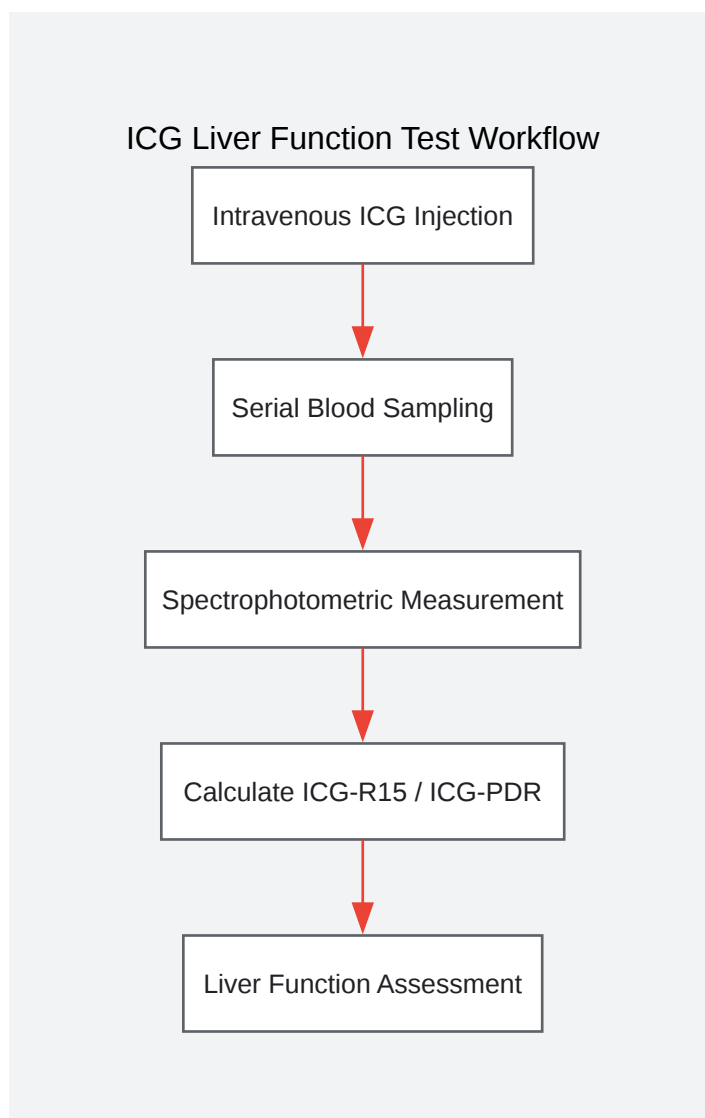 ICG Liver Function Test Workflow
Intravenous ICG Injection
Serial Blood Sampling
Spectrophotometric Measurement
Calculate ICG-R15 / ICG-PDR
Liver Function Assessment